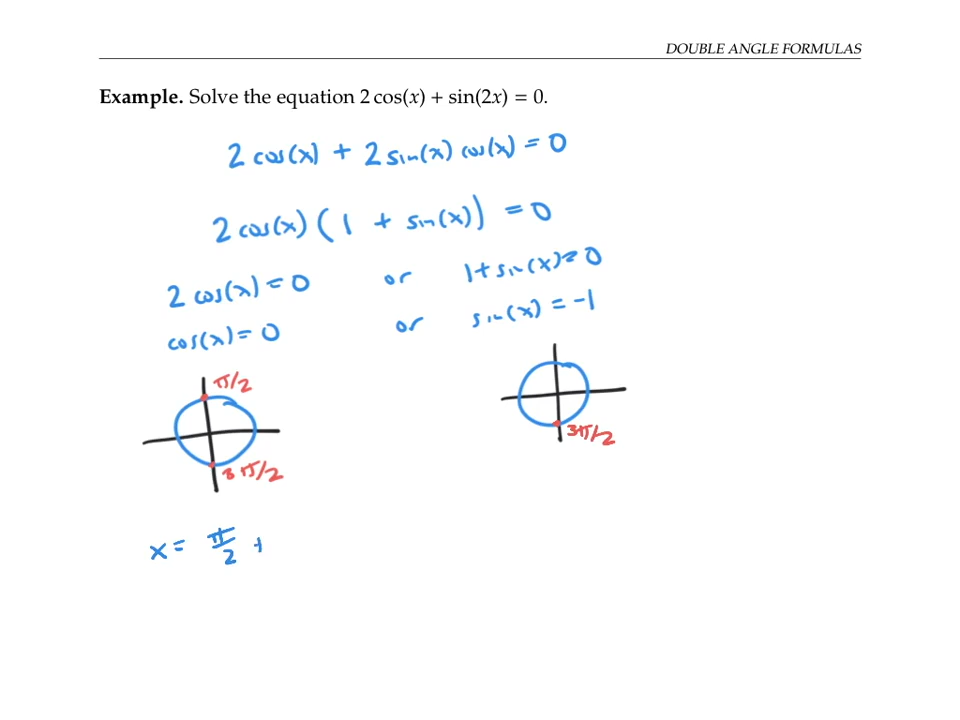 DOUBLE ANGLE FORMULAS
Example. Solve the equation 2 cos(x) + sin(2x) = 0.
2 cos(x) + 2 sin(x) cos(x) = 0
2 cos(x) (1 + sin(x)) = 0
2 cos(x) = 0 or 1 + sin(x) = 0
cos(x) = 0 or sin(x) = -1
π/2
3π/2
3π/2
x = π/2 +